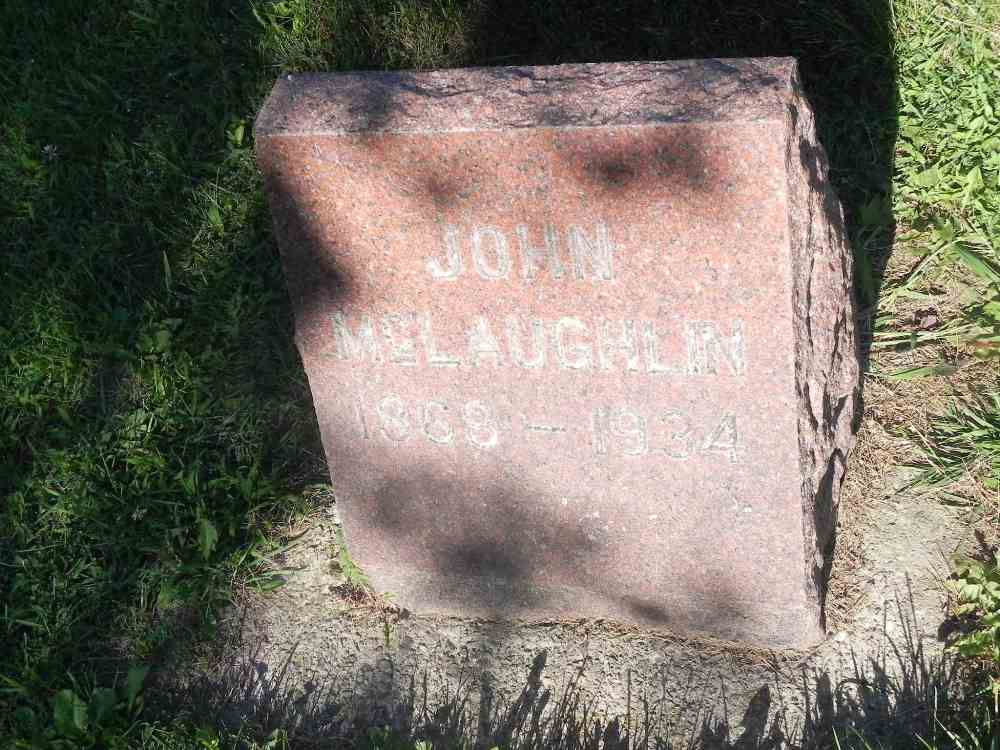 JOHN
McLAUGHLIN
1868 - 1934